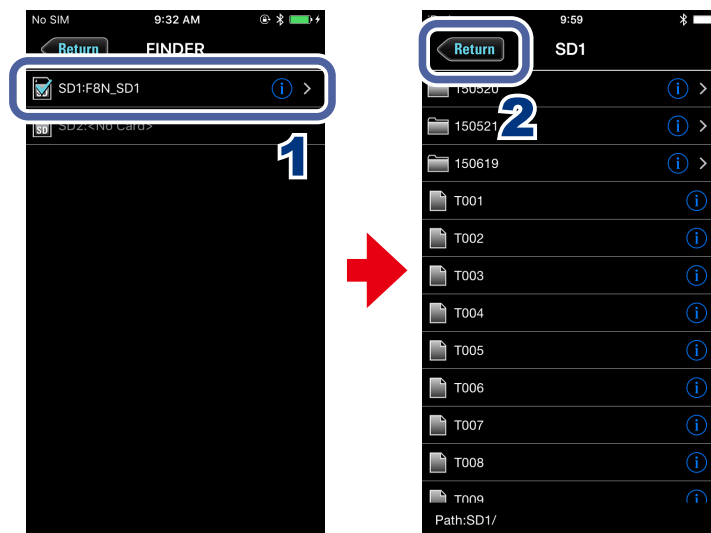 No SIM 9:32 AM
Return FINDER
SD1:F8N_SD1
SD SD2:<No Card>
1
9:59
Return SD1
150520
150521
2
150619
T001
T002
T003
T004
T005
T006
T007
T008
T009
Path:SD1/